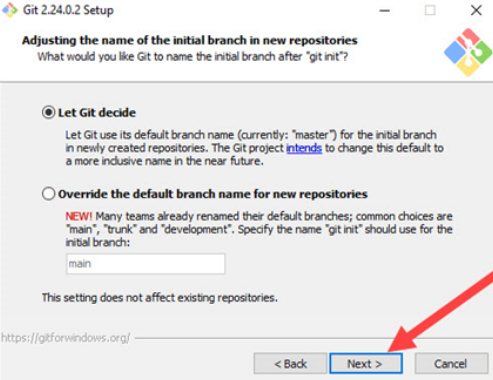 Git 2.24.0.2 Setup
Adjusting the name of the initial branch in new repositories
What would you like Git to name the initial branch after "git init"?
Let Git decide
Let Git use its default branch name (currently: "master") for the initial branch
in newly created repositories. The Git project intends to change this default to
a more inclusive name in the near future.
Override the default branch name for new repositories
NEW! Many teams already renamed their default branches; common choices are
"main", "trunk" and "development". Specify the name "git init" should use for the
initial branch:
main
This setting does not affect existing repositories.
https://gitforwindows.org/
< Back
Next >
Cancel